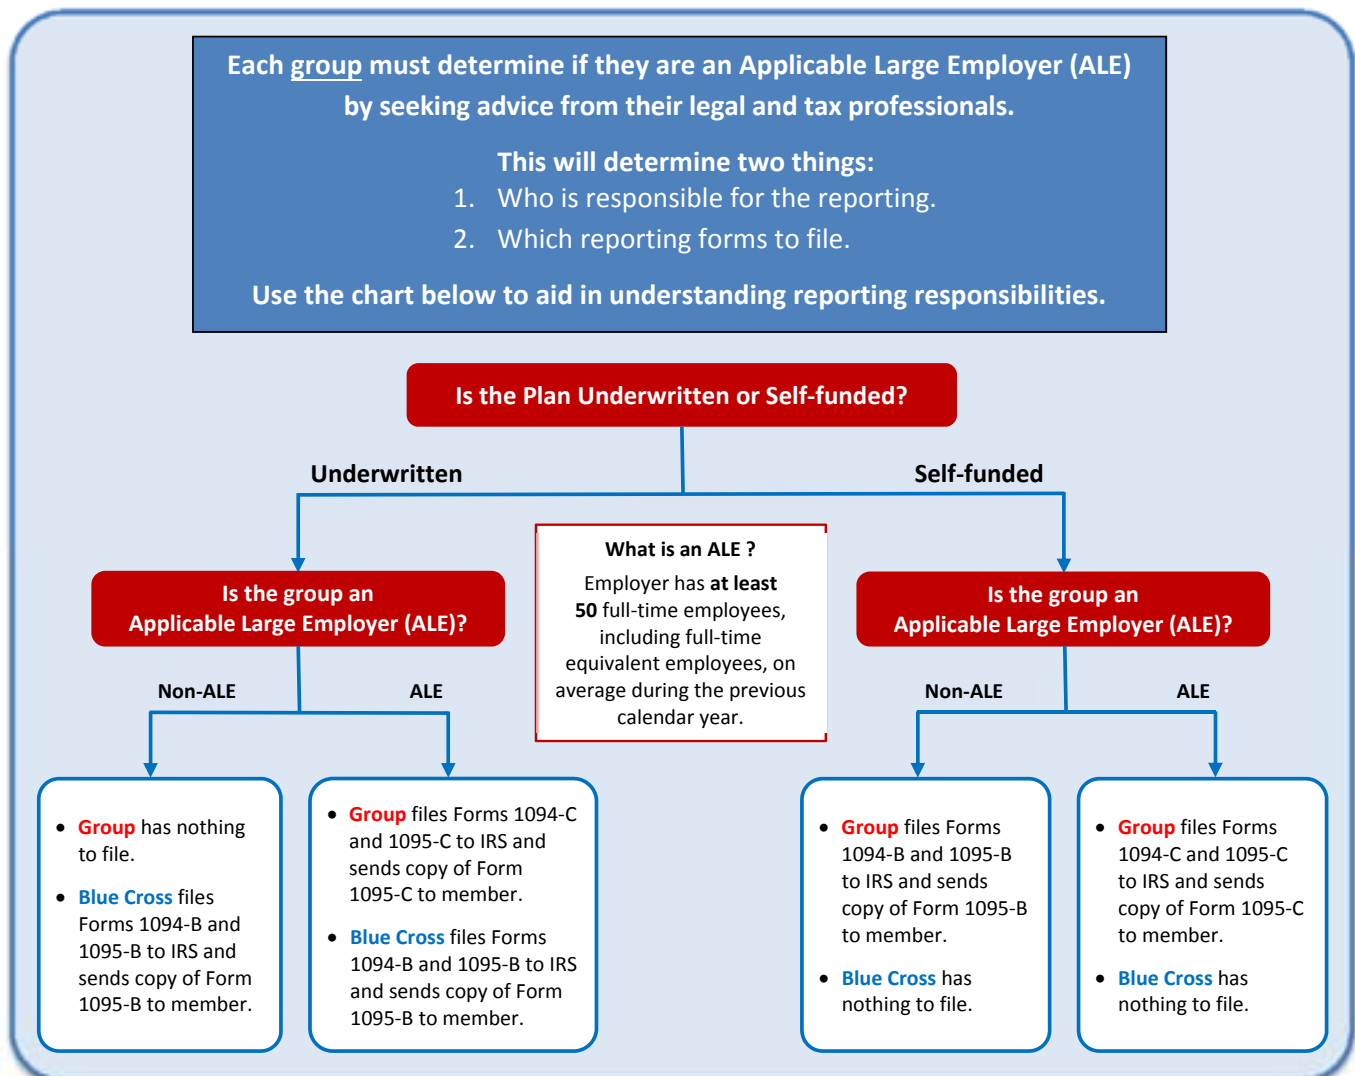 Each group must determine if they are an Applicable Large Employer (ALE)
by seeking advice from their legal and tax professionals.
This will determine two things:
1. Who is responsible for the reporting.
2. Which reporting forms to file.
Use the chart below to aid in understanding reporting responsibilities.
Is the Plan Underwritten or Self-funded?
Underwritten
Self-funded
What is an ALE ?
Employer has at least
50 full-time employees,
including full-time
equivalent employees, on
average during the previous
calendar year.
Is the group an
Applicable Large Employer (ALE)?
Is the group an
Applicable Large Employer (ALE)?
Non-ALE
ALE
Non-ALE
ALE
• Group has nothing
to file.
• Blue Cross files
Forms 1094-B and
1095-B to IRS and
sends copy of Form
1095-B to member.
• Group files Forms 1094-C
and 1095-C to IRS and
sends copy of Form
1095-C to member.
• Blue Cross files Forms
1094-B and 1095-B to IRS
and sends copy of Form
1095-B to member.
• Group files Forms
1094-B and 1095-B
to IRS and sends
copy of Form 1095-B
to member.
• Blue Cross has
nothing to file.
• Group files Forms
1094-C and 1095-C
to IRS and sends
copy of Form 1095-C
to member.
• Blue Cross has
nothing to file.